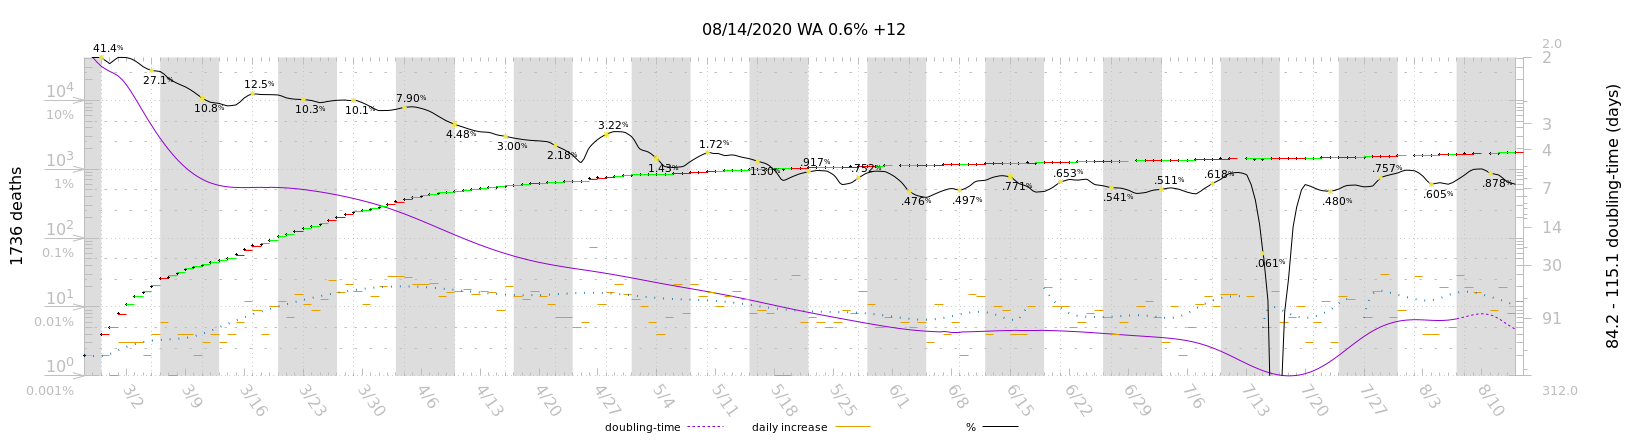 08/14/2020 WA 0.6% +12
2.0
41.4% 2
27.1% 12.5%
10⁴ 7.90%
10.8% 10.3% 10.1%
10% 4.48% 3.22% 3
3.00% 1.72% 4
10³ 2.18% 1.43% 1.30% .917% .752% .653% .618% .757%
1% .771% .511% .878% 7
.476% .497% .541% .480% .605%
10² 14
0.1% .061% 30
10¹
0.01% 91
10⁰
0.001% 312.0
3/2 3/9 3/16 3/23 3/30 4/6 4/13 4/20 4/27 5/4 5/11 5/18 5/25 6/1 6/8 6/15 6/22 6/29 7/6 7/13 7/20 7/27 8/3 8/10
1736 deaths
84.2 - 115.1 doubling-time (days)
doubling-time daily increase %